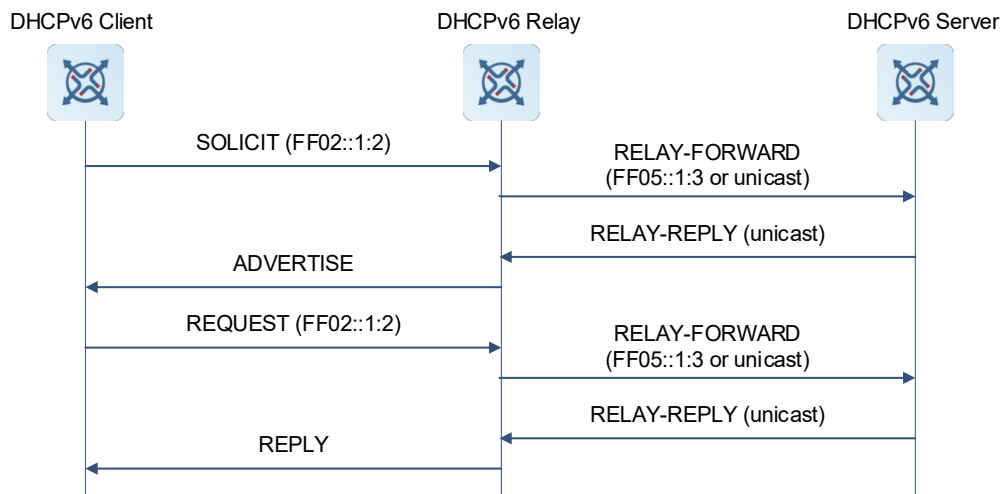 DHCPv6 Client
DHCPv6 Relay
DHCPv6 Server
SOLICIT (FF02::1:2)
RELAY-FORWARD
(FF05::1:3 or unicast)
RELAY-REPLY (unicast)
ADVERTISE
REQUEST (FF02::1:2)
RELAY-FORWARD
(FF05::1:3 or unicast)
RELAY-REPLY (unicast)
REPLY